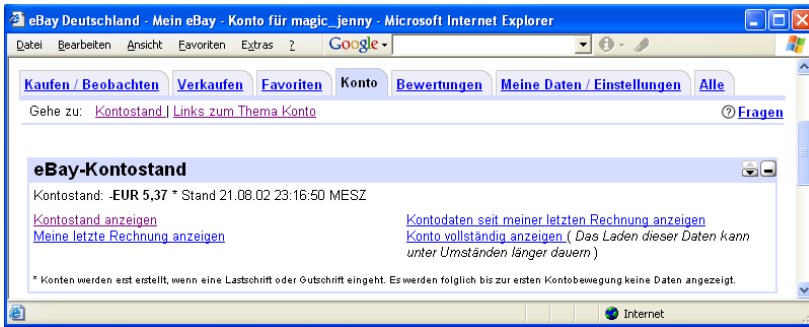 eBay Deutschland - Mein eBay - Konto für magic_jenny - Microsoft Internet Explorer
Datei Bearbeiten Ansicht Favoriten Extras ? Google
Kaufen / Beobachten Verkaufen Favoriten Konto Bewertungen Meine Daten / Einstellungen Alle
Gehe zu: Kontostand | Links zum Thema Konto ? Fragen
eBay-Kontostand
Kontostand: -EUR 5,37 * Stand 21.08.02 23:16:50 MESZ
Kontostand anzeigen Kontodaten seit meiner letzten Rechnung anzeigen
Meine letzte Rechnung anzeigen Konto vollständig anzeigen ( Das Laden dieser Daten kann
unter Umständen länger dauern )
* Konten werden erst erstellt, wenn eine Lastschrift oder Gutschrift eingeht. Es werden folglich bis zur ersten Kontobewegung keine Daten angezeigt.
Internet